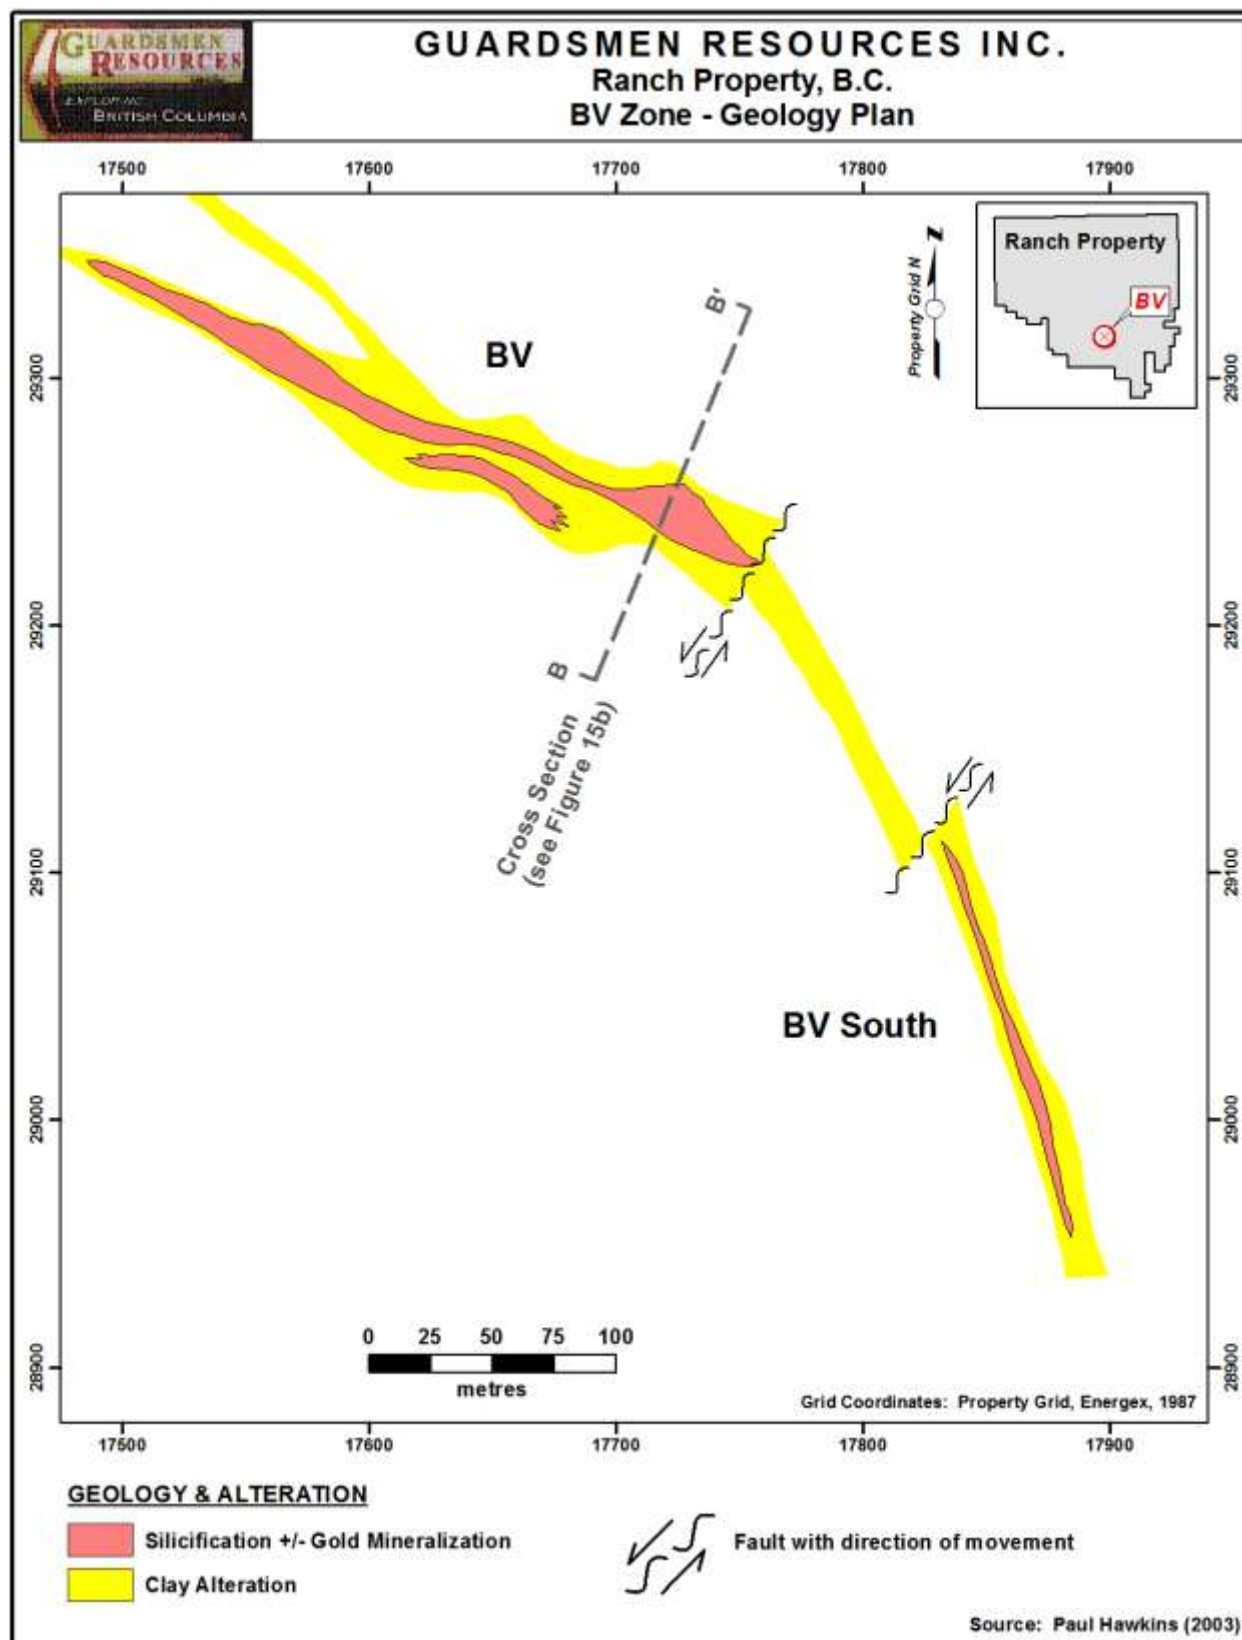 GUARDSMEN
RESOURCES
EXPLORING
BRITISH COLUMBIA
GUARDSMEN RESOURCES INC.
Ranch Property, B.C.
BV Zone - Geology Plan
17500 17600 17700 17800 17900
Property Grid N
N
Ranch Property
BV
B'
BV
29300 29300
29200 29200
B
Cross Section
(see Figure 15b)
29100 29100
BV South
29000 29000
0 25 50 75 100
metres
28900 28900
Grid Coordinates: Property Grid, Energex, 1987
17500 17600 17700 17800 17900
GEOLOGY & ALTERATION
Silicification +/- Gold Mineralization
Clay Alteration
Fault with direction of movement
Source: Paul Hawkins (2003)